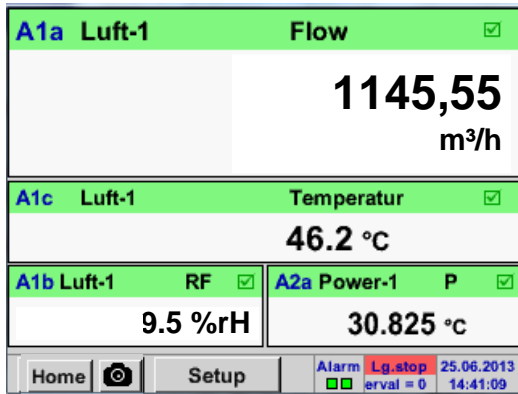 A1a Luft-1 Flow
1145,55
m³/h
A1c Luft-1 Temperatur
46.2 °C
A1b Luft-1 RF
9.5 %rH
A2a Power-1 P
30.825 °C
Home Setup
Alarm Lg.stop 25.06.2013
erval = 0 14:41:09